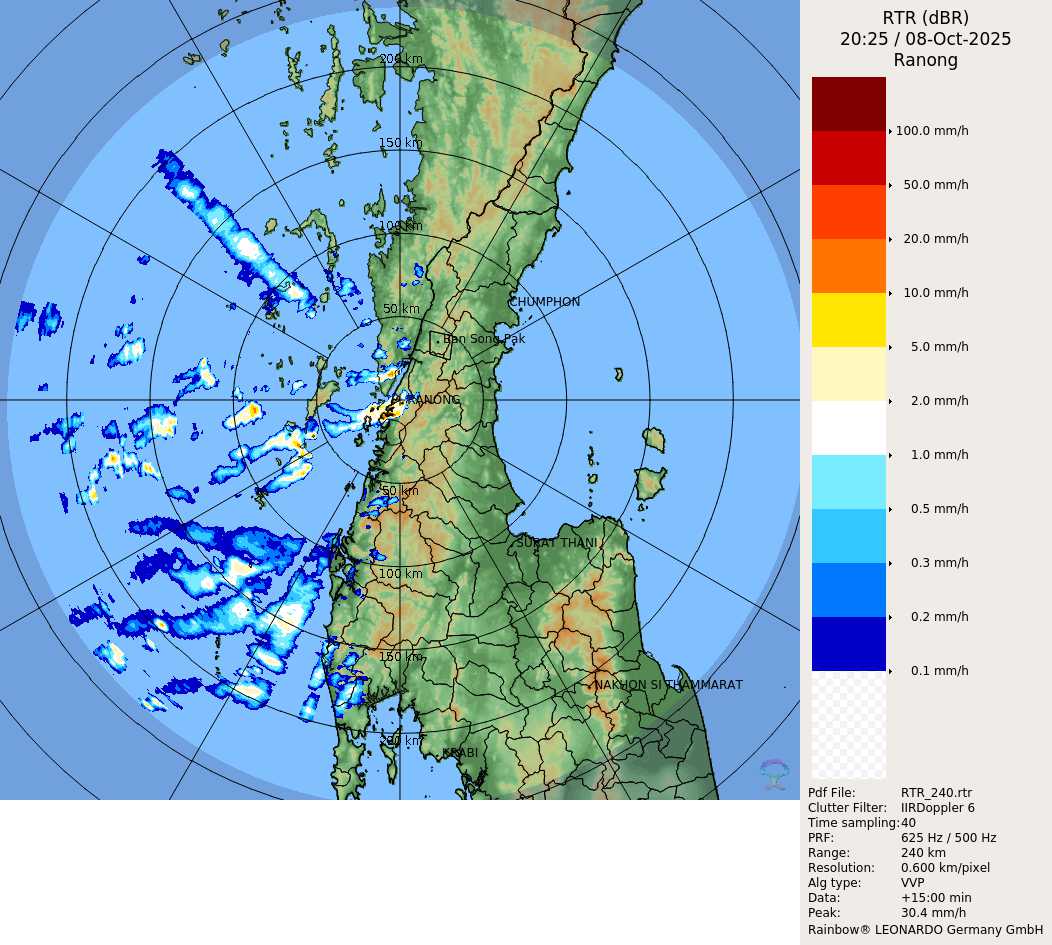 RTR (dBR)
20:25 / 08-Oct-2025
Ranong
200 km
150 km
100 km
50 km
CHUMPHON
Ban Song Pak
RANONG
50 km
SURAT THANI
100 km
150 km
NAKHON SI THAMMARAT
200 km
KRABI
100.0 mm/h
50.0 mm/h
20.0 mm/h
10.0 mm/h
5.0 mm/h
2.0 mm/h
1.0 mm/h
0.5 mm/h
0.3 mm/h
0.2 mm/h
0.1 mm/h
Pdf File: RTR_240.rtr
Clutter Filter: IIRDoppler 6
Time sampling: 40
PRF: 625 Hz / 500 Hz
Range: 240 km
Resolution: 0.600 km/pixel
Alg type: VVP
Data: +15:00 min
Peak: 30.4 mm/h
Rainbow® LEONARDO Germany GmbH